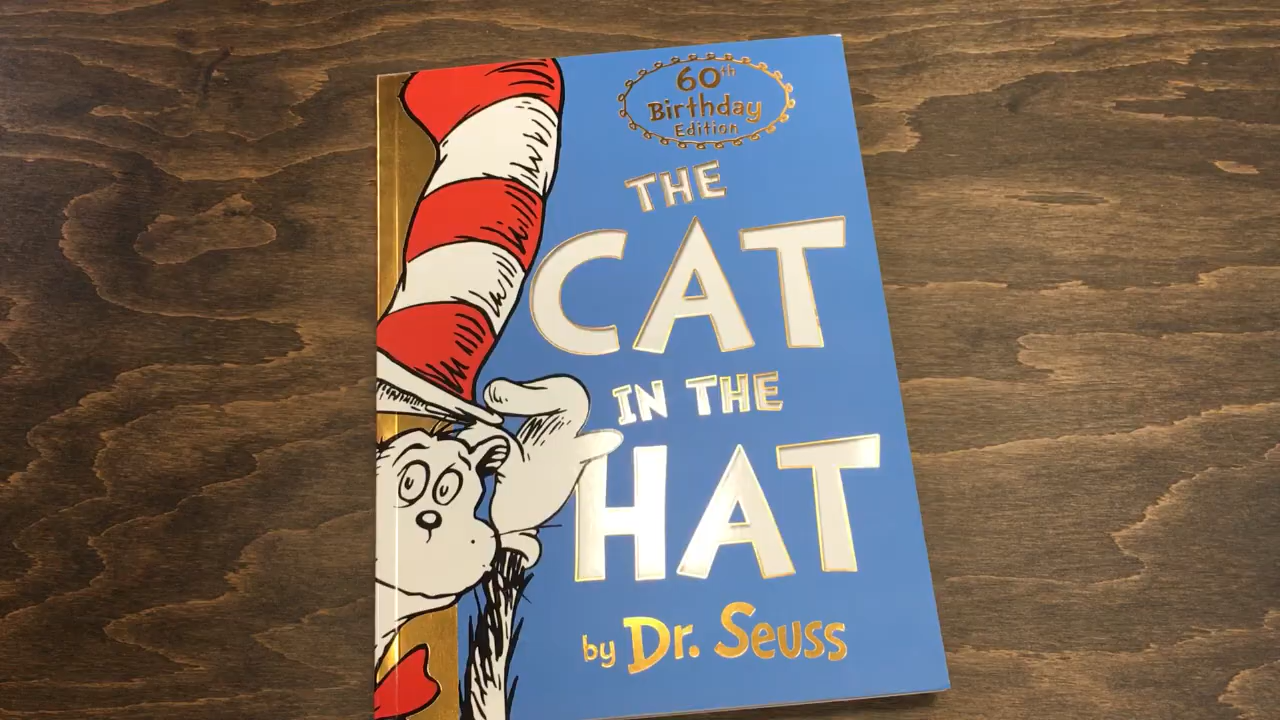 60th
Birthday
Edition
THE
CAT
IN THE
HAT
by Dr. Seuss